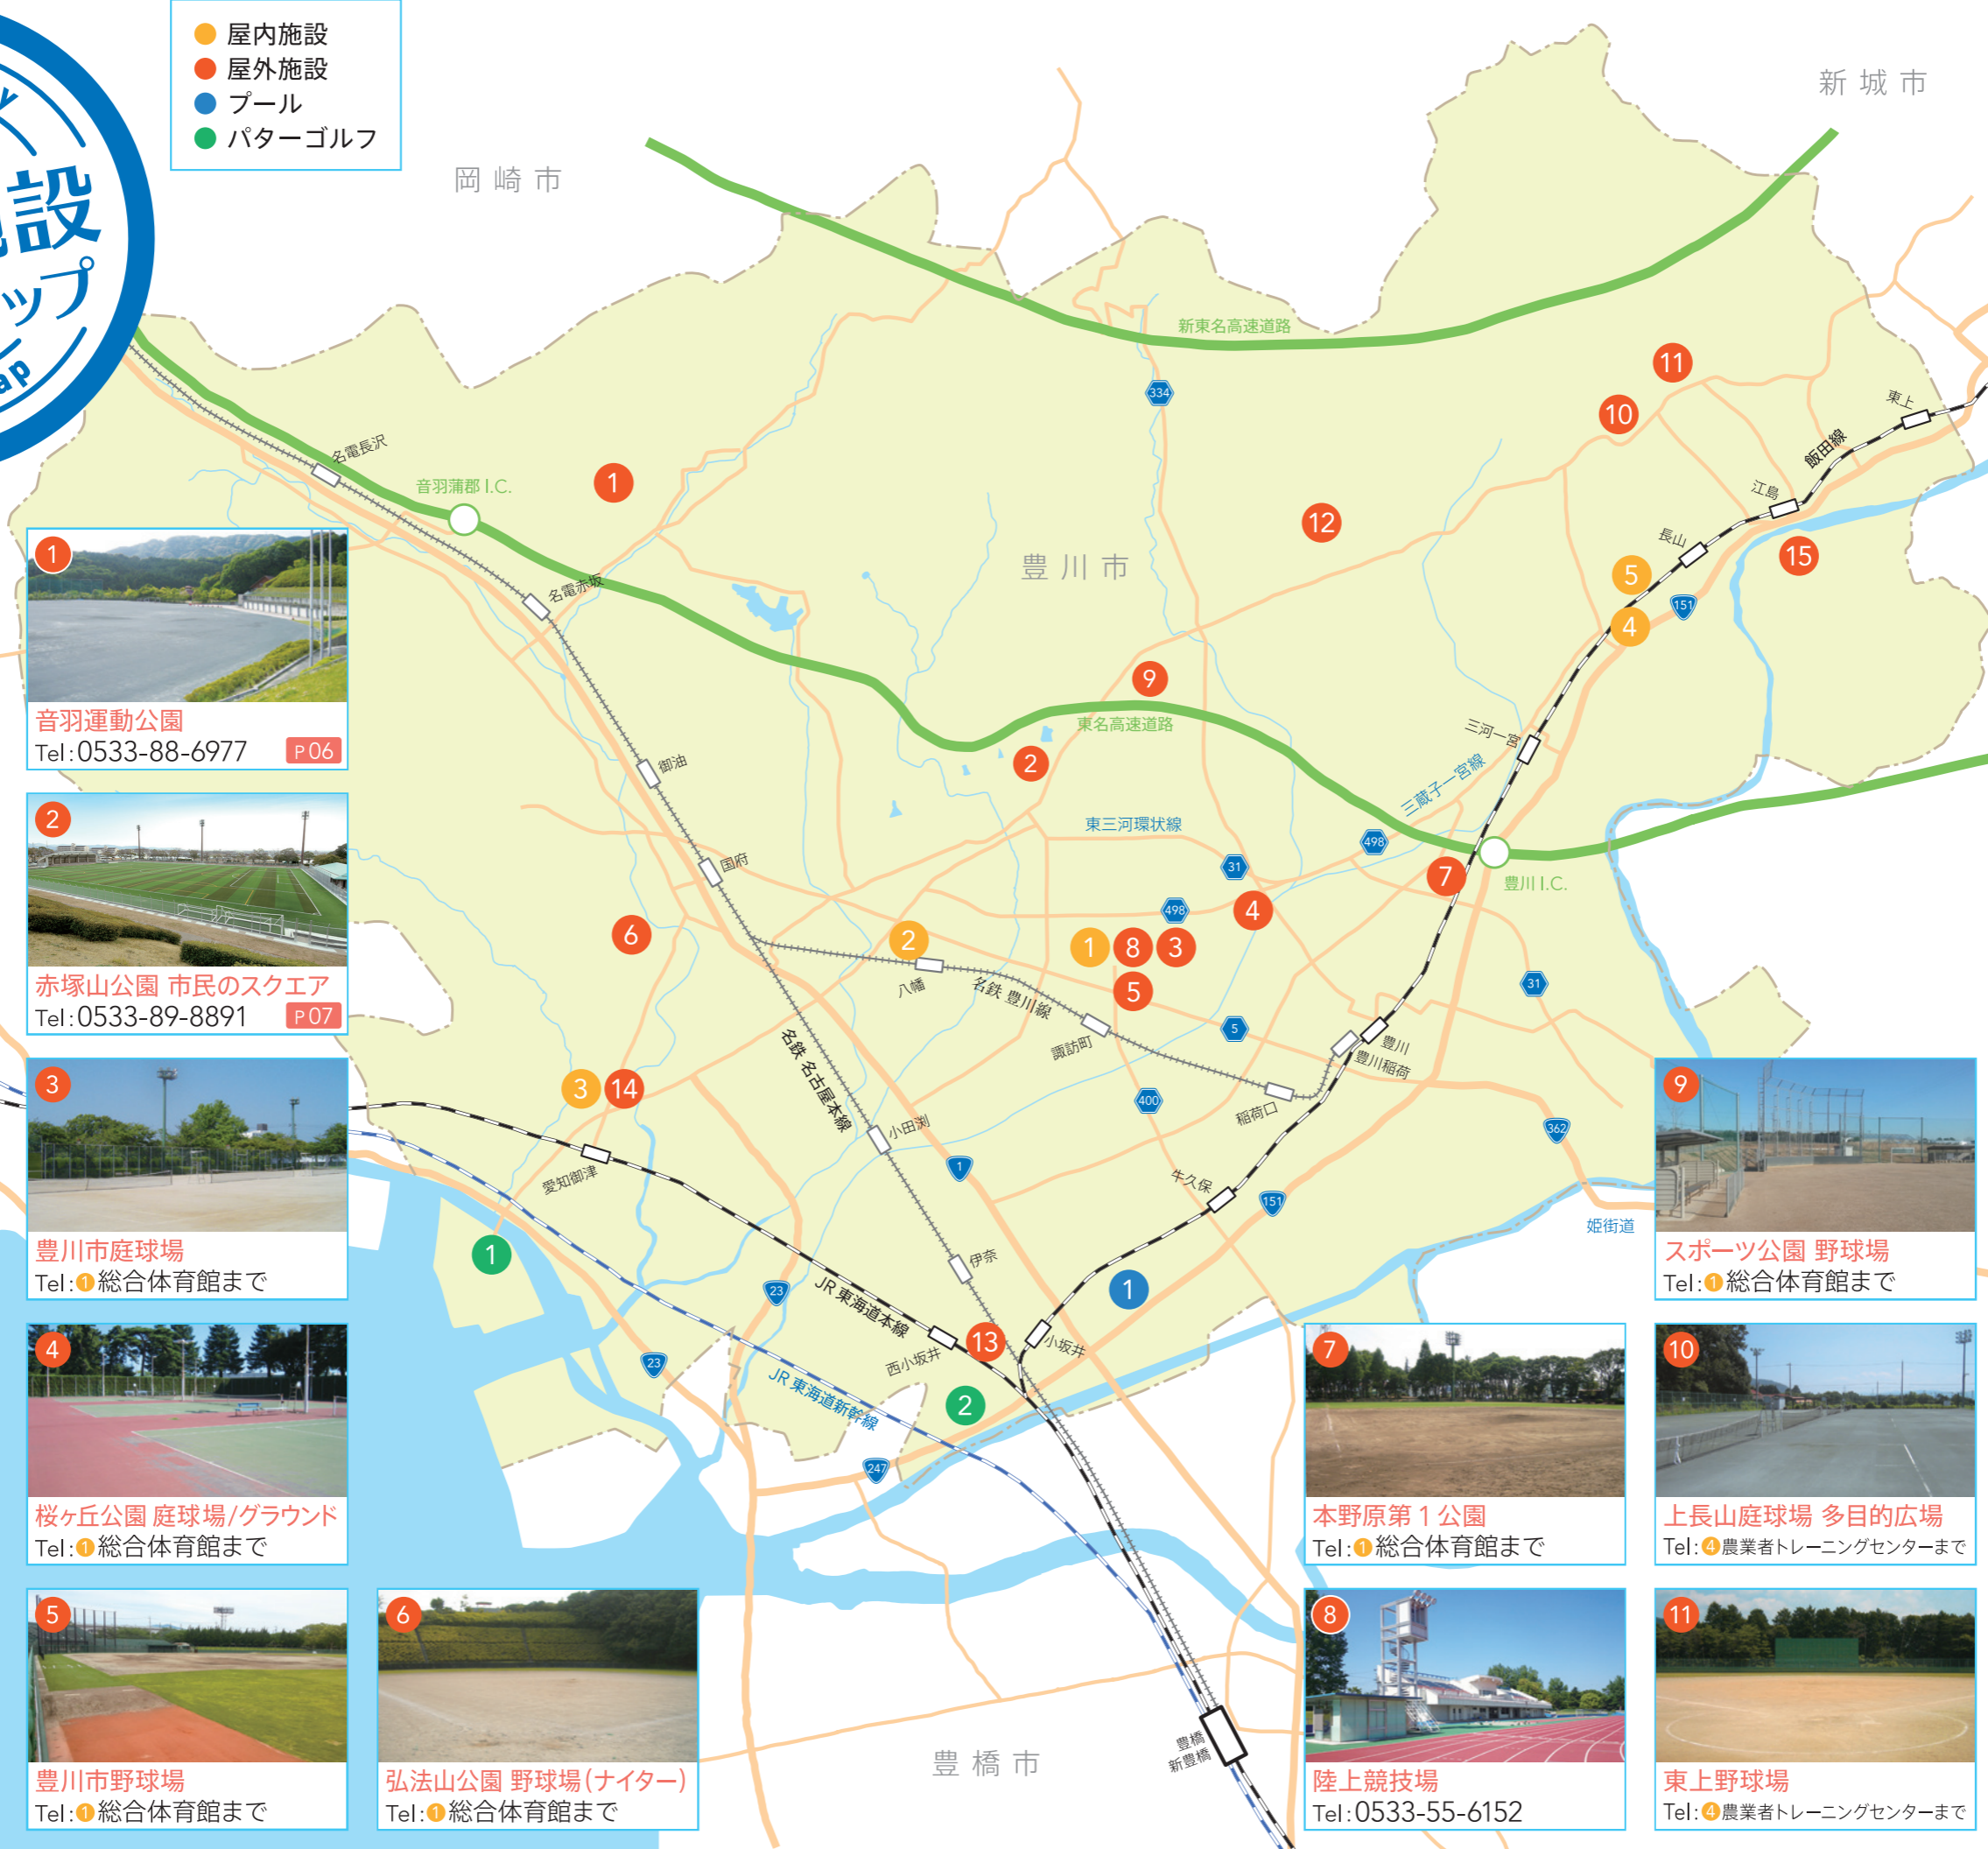 設
ップ
ap
屋内施設
屋外施設
プール
パターゴルフ
岡崎市
新城市
豊川市
豊橋市
新東名高速道路
334
名電長沢
音羽蒲郡 I.C.
名電赤坂
1
12
11
10
東上
飯田線
江島
長山
15
5
4
151
9
東名高速道路
2
御油
三河一宮
三蔵子一宮線
東三河環状線
498
31
国府
7
豊川 I.C.
498
4
6
2
1
8
3
5
八幡
名鉄 豊川線
諏訪町
5
31
豊川
豊川稲荷
名鉄 名古屋本線
3
14
400
稲荷口
小田渕
362
愛知御津
1
牛久保
151
姫街道
1
伊奈
23
1
JR 東海道本線
13
小坂井
西小坂井
23
JR 東海道新幹線
2
247
豊橋
新豊橋
1
音羽運動公園
Tel:0533-88-6977
P 06
2
赤塚山公園 市民のスクエア
Tel:0533-89-8891
P 07
3
豊川市庭球場
Tel:1総合体育館まで
4
桜ヶ丘公園 庭球場/グラウンド
Tel:1総合体育館まで
5
豊川市野球場
Tel:1総合体育館まで
6
弘法山公園 野球場(ナイター)
Tel:1総合体育館まで
7
本野原第1公園
Tel:1総合体育館まで
8
陸上競技場
Tel:0533-55-6152
9
スポーツ公園 野球場
Tel:1総合体育館まで
10
上長山庭球場 多目的広場
Tel:4農業者トレーニングセンターまで
11
東上野球場
Tel:4農業者トレーニングセンターまで